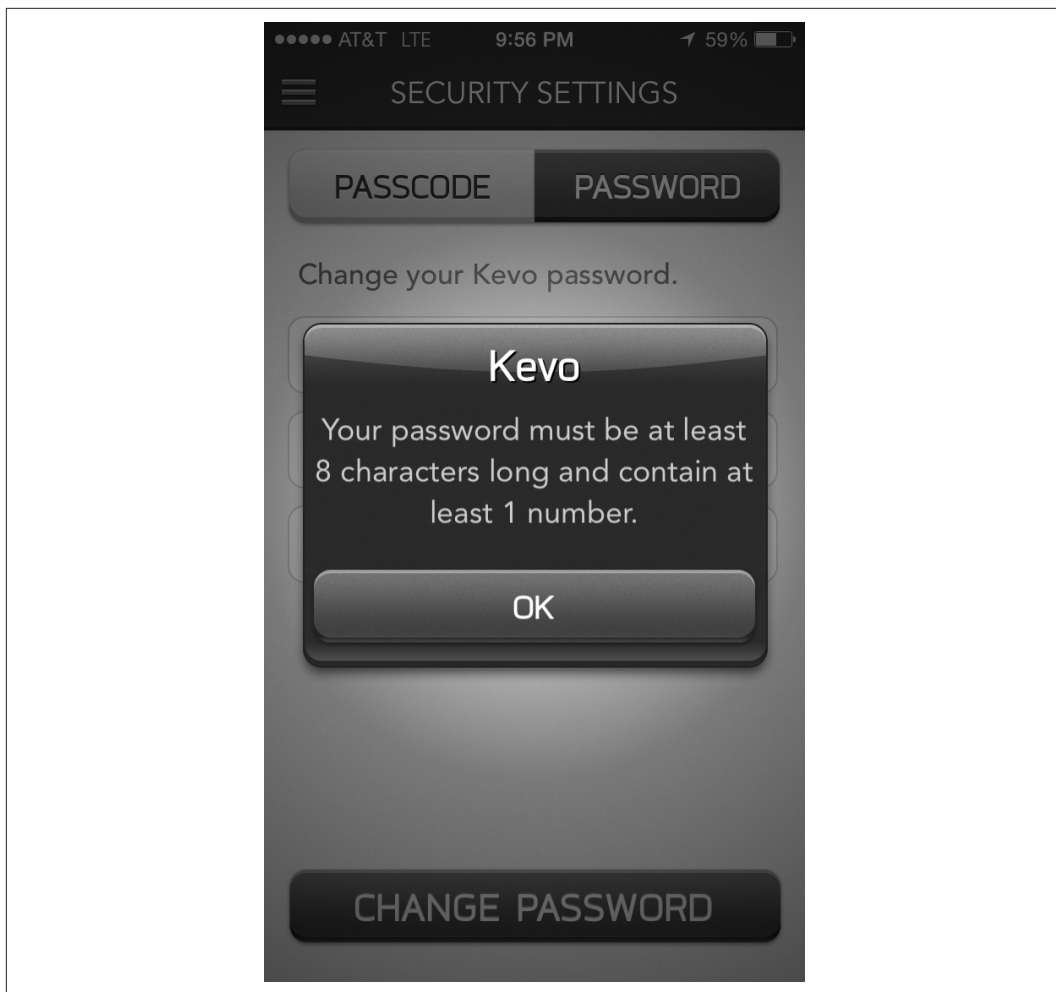 AT&T LTE 9:56 PM 59%
SECURITY SETTINGS
PASSCODE PASSWORD
Change your Kevo password.
Kevo
Your password must be at least
8 characters long and contain at
least 1 number.
OK
CHANGE PASSWORD